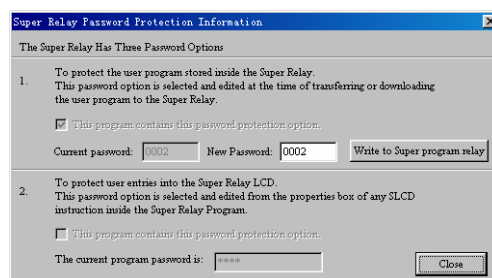 Super Relay Password Protection Information
The Super Relay Has Three Password Options
1. To protect the user program stored inside the Super Relay.
This password option is selected and edited at the time of transferring or downloading
the user program to the Super Relay.
This program contains this password protection option.
Current password: 0002 New Password: 0002 Write to Super program relay
2. To protect user entries into the Super Relay LCD.
This password option is selected and edited from the properties box of any SLCD
instruction inside the Super Relay Program.
This program contains this password protection option.
The current program password is: ****
Close